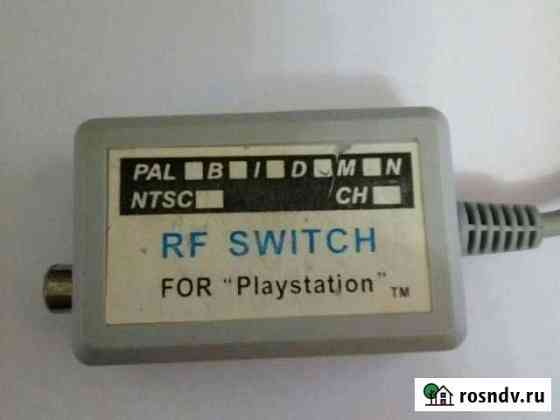 PAL B I D M N
NTSC CH
RF SWITCH
FOR "Playstation" TM
rosndv.ru